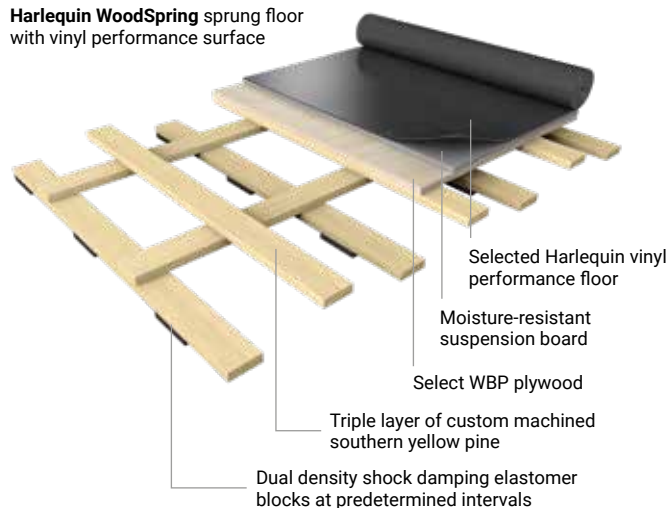 Harlequin WoodSpring sprung floor
with vinyl performance surface
Selected Harlequin vinyl
performance floor
Moisture-resistant
suspension board
Select WBP plywood
Triple layer of custom machined
southern yellow pine
Dual density shock damping elastomer
blocks at predetermined intervals